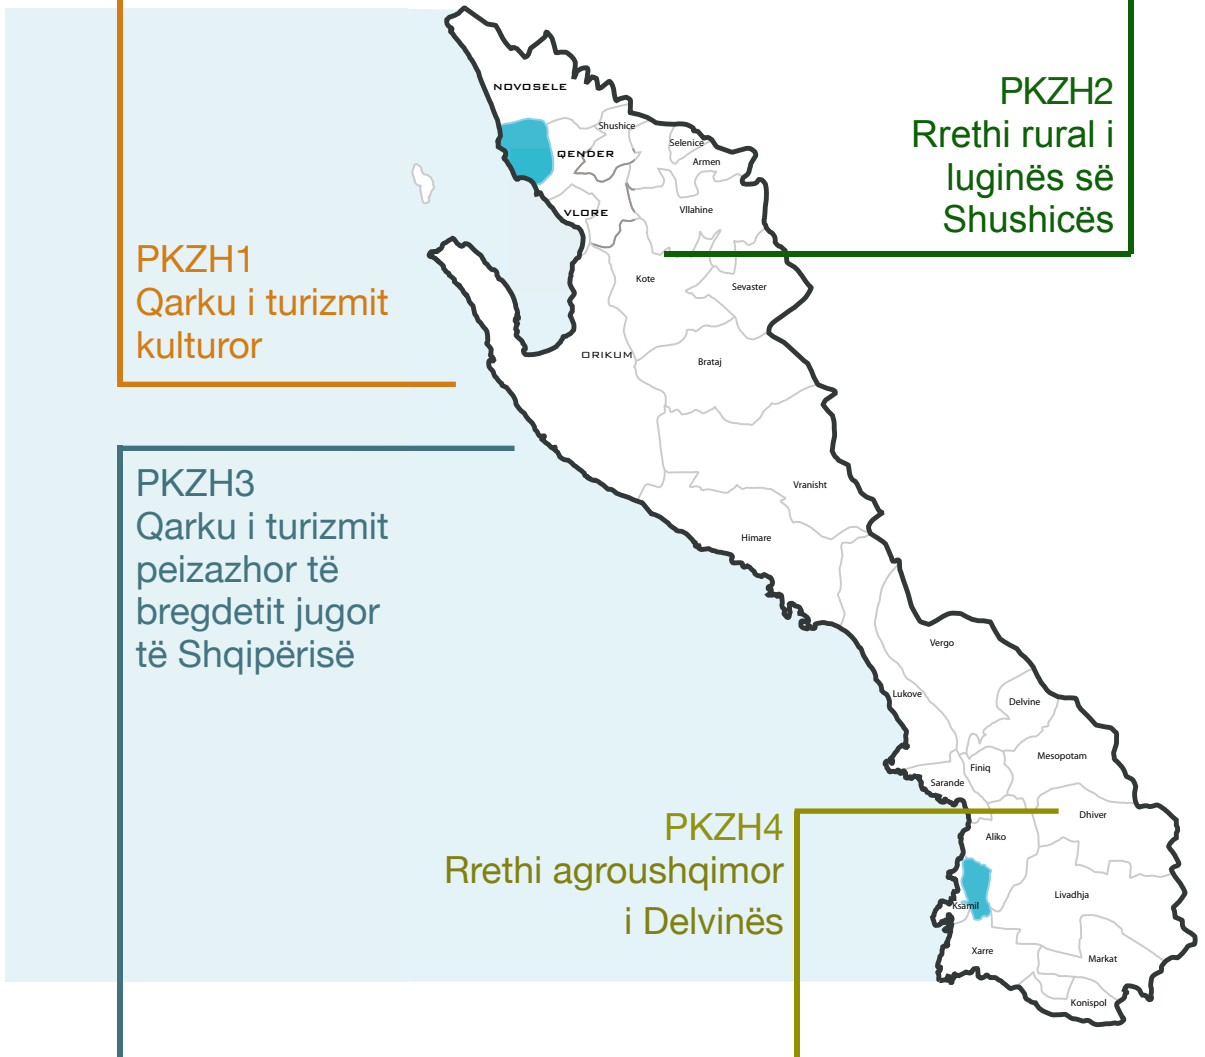 NOVOSELE
PKZH2
Rrethi rural i
luginës së
Shushicës
Shushice
Selenice
QENDER
Armen
VLORE
Vllahine
PKZH1
Qarku i turizmit
kulturor
Kote
Sevaster
ORIKUM
Brataj
PKZH3
Qarku i turizmit
peizazhor të
bregdetit jugor
të Shqipërisë
Vranisht
Himare
Vergo
Lukove
Delvine
Mesopotam
Finiq
Sarande
PKZH4
Rrethi agroushqimor
i Delvinës
Dhiver
Aliko
Livadhja
Ksamil
Xarre
Markat
Konispol